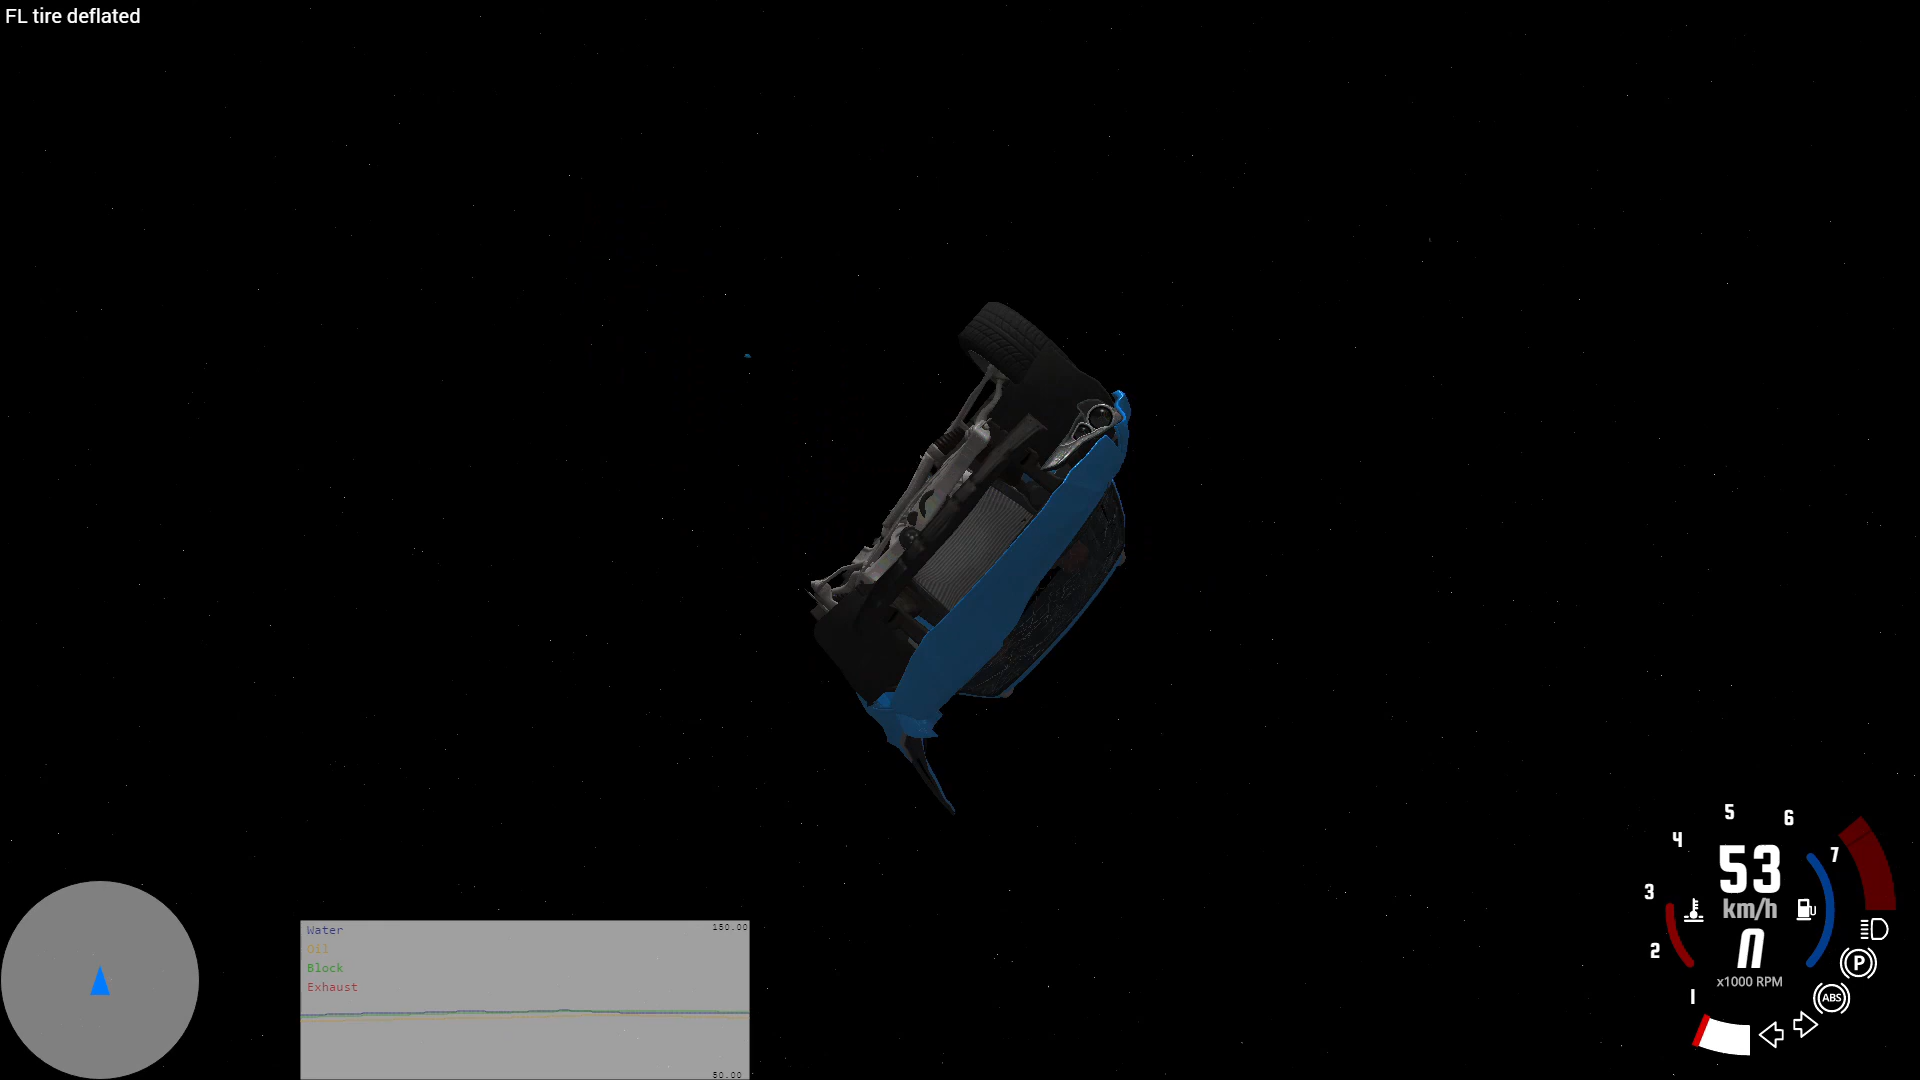 FL tire deflated
5
6
4
7
53
3
km/h
2
n
P
x1000 RPM
1
ABS
Water
150.00
Oil
Block
Exhaust
50.00